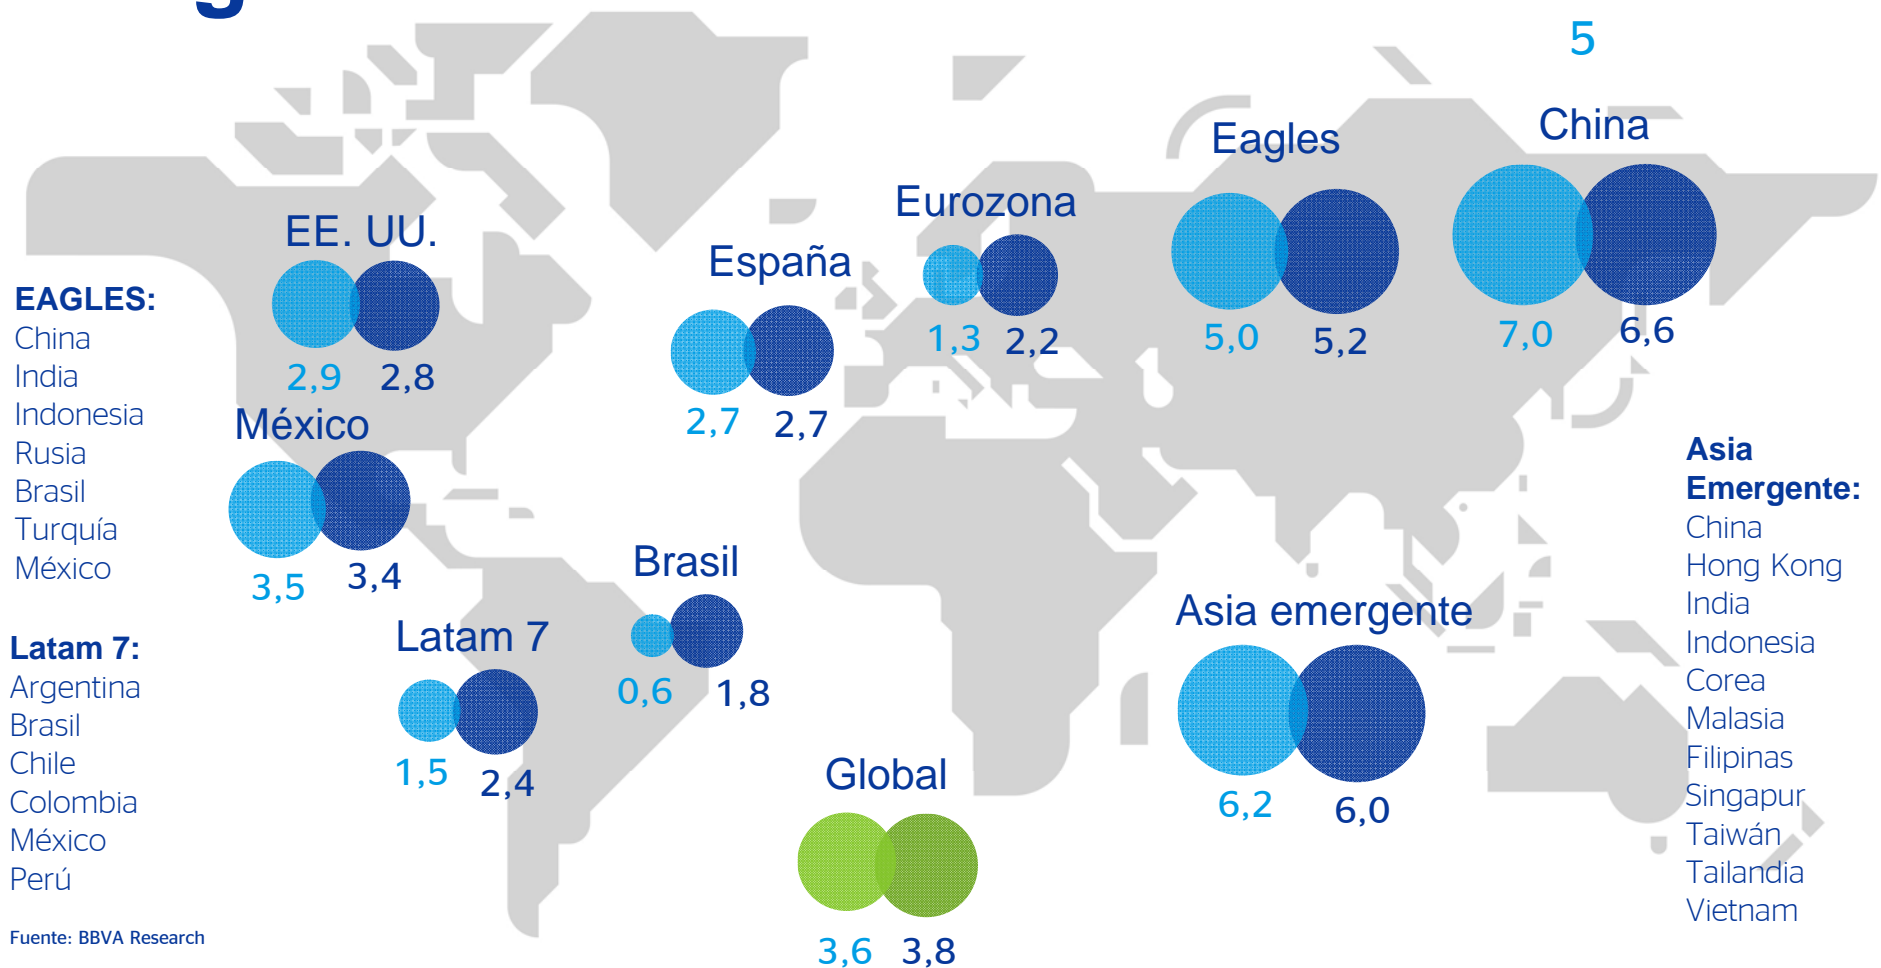 5
China
Eagles
Eurozona
EE. UU.
España
1,3 2,2
5,0 5,2
7,0 6,6
2,9 2,8
2,7 2,7
México
3,5 3,4
Brasil
0,6 1,8
Latam 7
1,5 2,4
Asia emergente
6,2 6,0
Global
3,6 3,8
EAGLES:
China
India
Indonesia
Rusia
Brasil
Turquía
México
Latam 7:
Argentina
Brasil
Chile
Colombia
México
Perú
Asia
Emergente:
China
Hong Kong
India
Indonesia
Corea
Malasia
Filipinas
Singapur
Taiwán
Tailandia
Vietnam
Fuente: BBVA Research